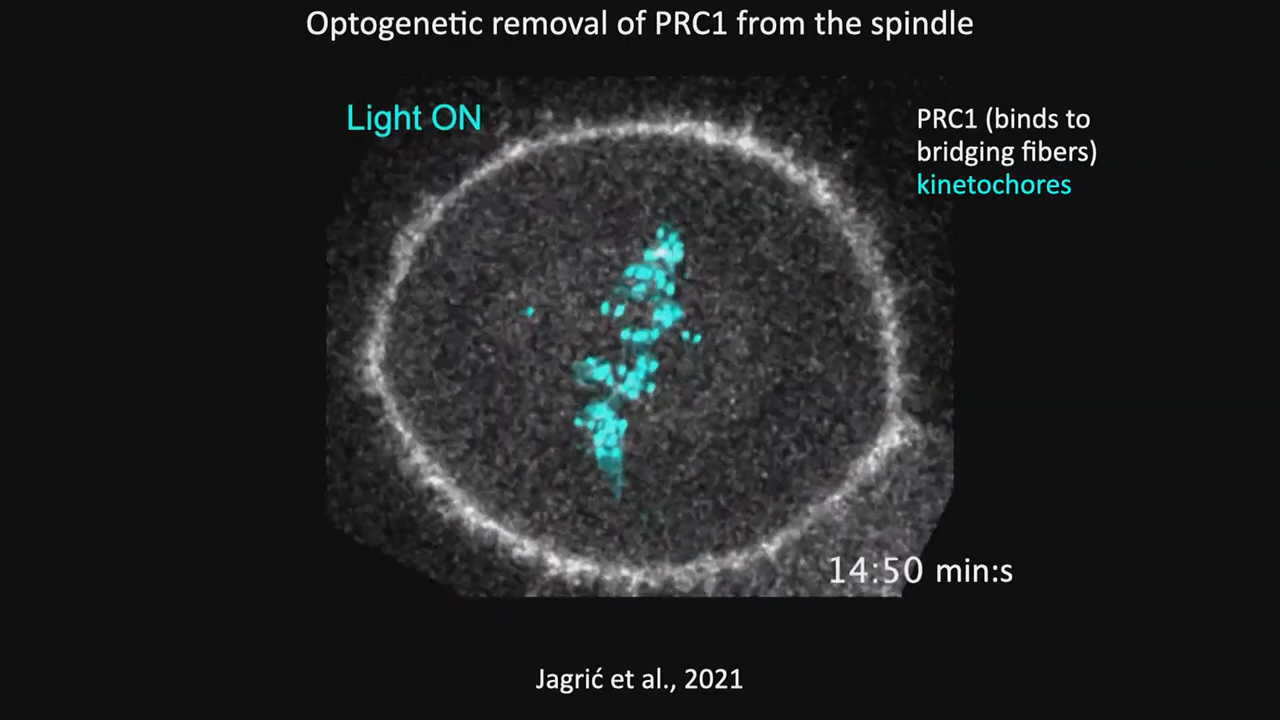 Optogenetic removal of PRC1 from the spindle
Light ON
PRC1 (binds to
bridging fibers)
kinetochores
14:50 min:s
Jagrić et al., 2021